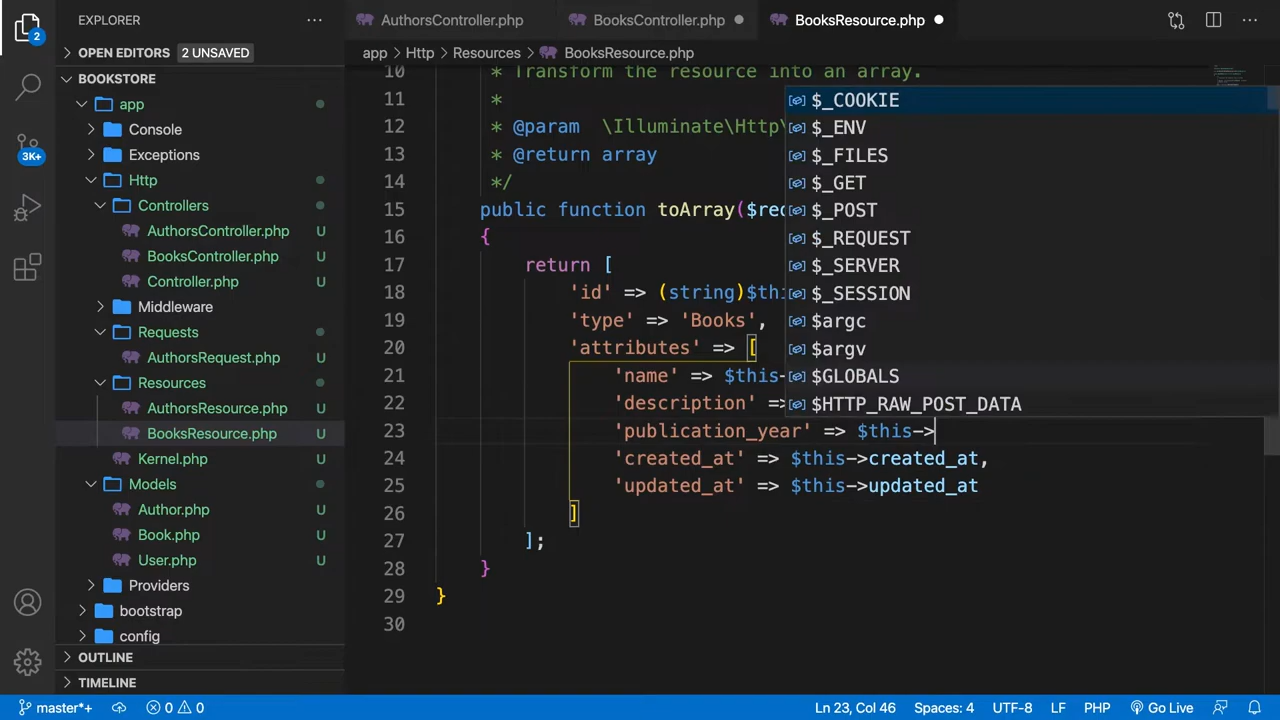 EXPLORER
AuthorsController.php
BooksController.php
BooksResource.php
OPEN EDITORS 2 UNSAVED
app > Http > Resources > BooksResource.php
BOOKSTORE
app
Console
Exceptions
Http
Controllers
AuthorsController.php U
BooksController.php U
Controller.php U
Middleware
Requests
AuthorsRequest.php U
Resources
AuthorsResource.php U
BooksResource.php U
Kernel.php U
Models
Author.php U
Book.php U
User.php U
Providers
bootstrap
config
OUTLINE
TIMELINE
2
3K+
10 * Transform the resource into an array.
11 *
12 * @param \Illuminate\Http\
13 * @return array
14 */
15 public function toArray($req
16 {
17 return [
18 'id' => (string)$thi
19 'type' => 'Books',
20 'attributes' => [
21 'name' => $this-
22 'description' =>
23 'publication_year' => $this->
24 'created_at' => $this->created_at,
25 'updated_at' => $this->updated_at
26 ]
27 ];
28 }
29 }
30
$_COOKIE
$_ENV
$_FILES
$_GET
$_POST
$_REQUEST
$_SERVER
$_SESSION
$argc
$argv
$GLOBALS
$HTTP_RAW_POST_DATA
master*+ 0 0 Ln 23, Col 46 Spaces: 4 UTF-8 LF PHP Go Live